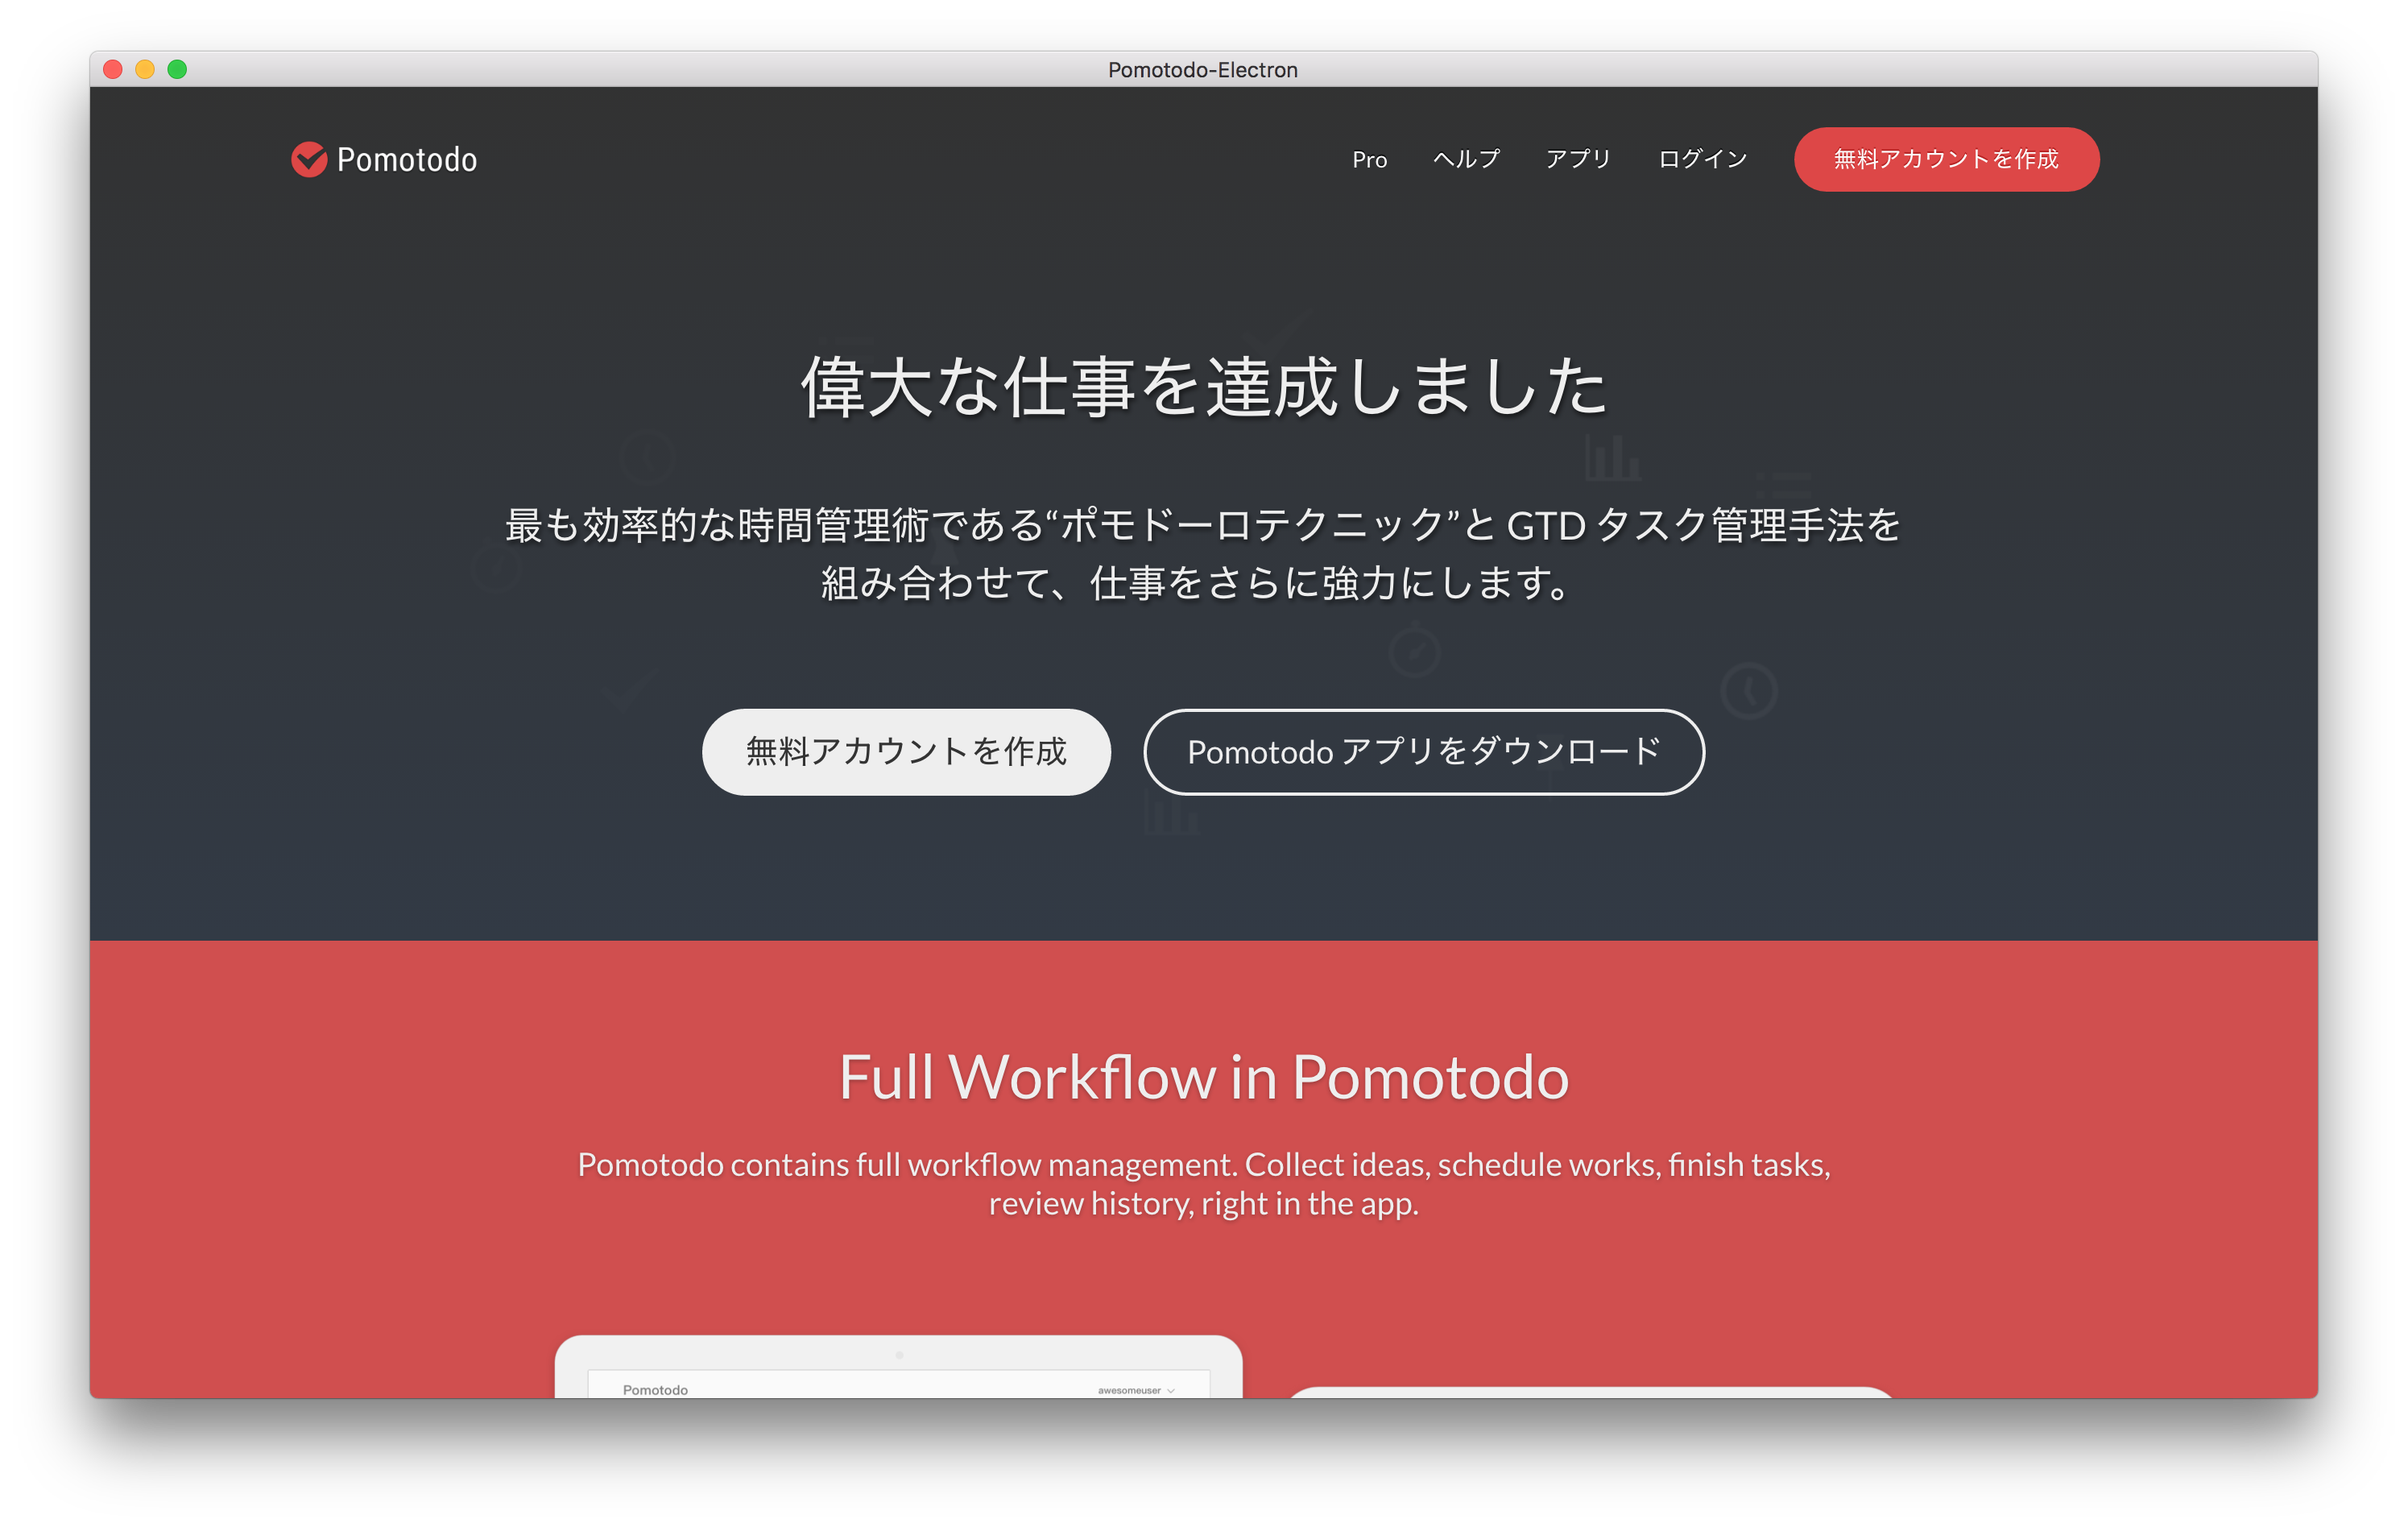 Pomotodo-Electron
Pomotodo
Pro
ヘルプ
アプリ
ログイン
無料アカウントを作成
偉大な仕事を達成しました
最も効率的な時間管理術である“ポモドーロテクニック”と GTD タスク管理手法を
組み合わせて、仕事をさらに強力にします。
無料アカウントを作成
Pomotodo アプリをダウンロード
Full Workflow in Pomotodo
Pomotodo contains full workflow management. Collect ideas, schedule works, finish tasks,
review history, right in the app.
Pomotodo
awesomeuser